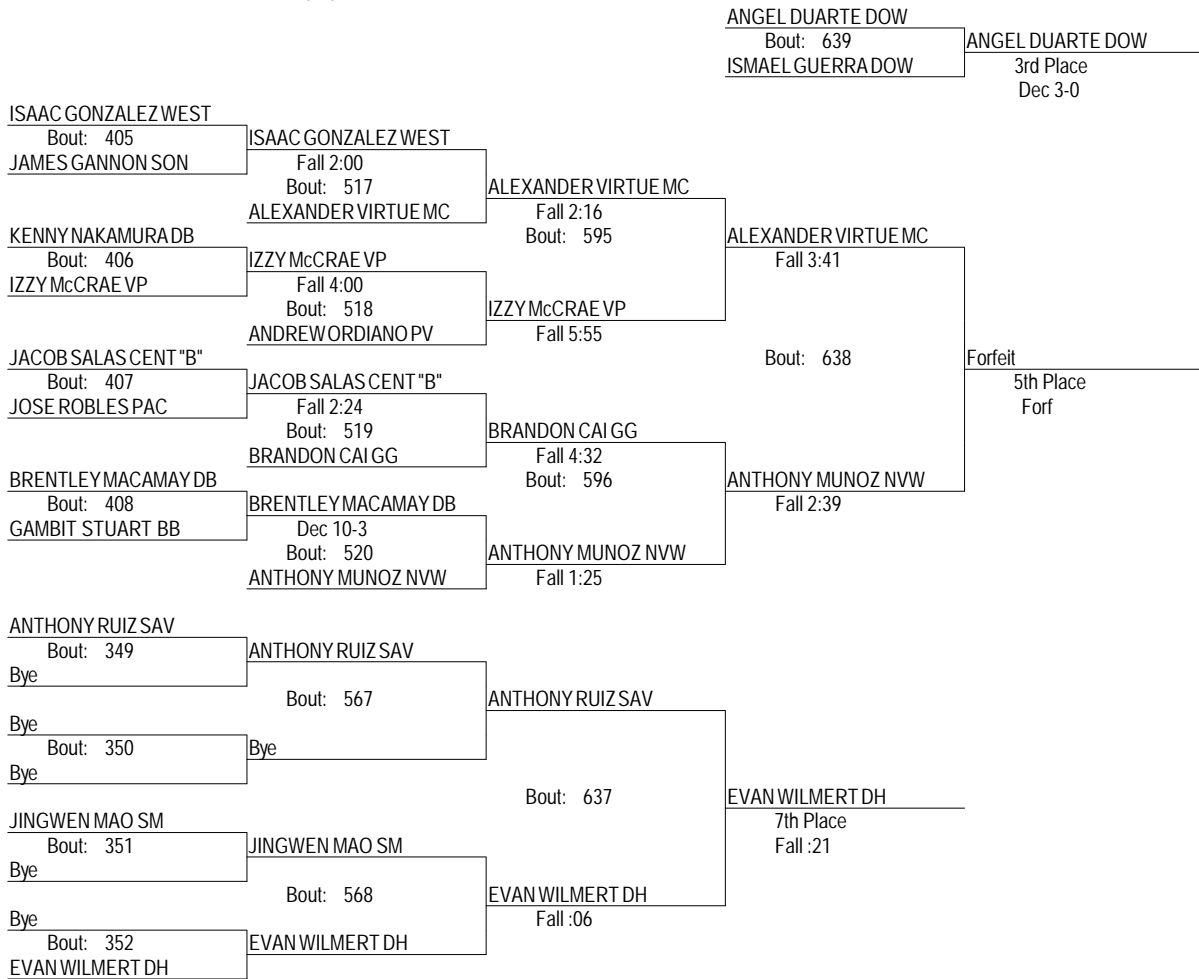 ANGEL DUARTE DOW
Bout: 639
ANGEL DUARTE DOW
ISMAEL GUERRA DOW
3rd Place
Dec 3-0
ISAAC GONZALEZ WEST
Bout: 405
ISAAC GONZALEZ WEST
JAMES GANNON SON
Fall 2:00
Bout: 517
ALEXANDER VIRTUE MC
ALEXANDER VIRTUE MC
Fall 2:16
KENNY NAKAMURA DB
Bout: 595
ALEXANDER VIRTUE MC
Bout: 406
IZZY McCRAE VP
Fall 3:41
IZZY McCRAE VP
Fall 4:00
Bout: 518
IZZY McCRAE VP
ANDREW ORDIANO PV
Fall 5:55
JACOB SALAS CENT "B"
Bout: 638
Forfeit
Bout: 407
JACOB SALAS CENT "B"
5th Place
JOSE ROBLES PAC
Fall 2:24
Forf
Bout: 519
BRANDON CAI GG
BRANDON CAI GG
Fall 4:32
BRENTLEY MACAMAY DB
Bout: 596
ANTHONY MUNOZ NVW
Bout: 408
BRENTLEY MACAMAY DB
Fall 2:39
GAMBIT STUART BB
Dec 10-3
Bout: 520
ANTHONY MUNOZ NVW
ANTHONY MUNOZ NVW
Fall 1:25
ANTHONY RUIZ SAV
Bout: 349
ANTHONY RUIZ SAV
Bye
Bout: 567
ANTHONY RUIZ SAV
Bye
Bout: 350
Bye
Bye
Bout: 637
EVAN WILMERT DH
JINGWEN MAO SM
7th Place
Bout: 351
JINGWEN MAO SM
Fall :21
Bye
Bout: 568
EVAN WILMERT DH
Bye
Fall :06
Bout: 352
EVAN WILMERT DH
EVAN WILMERT DH